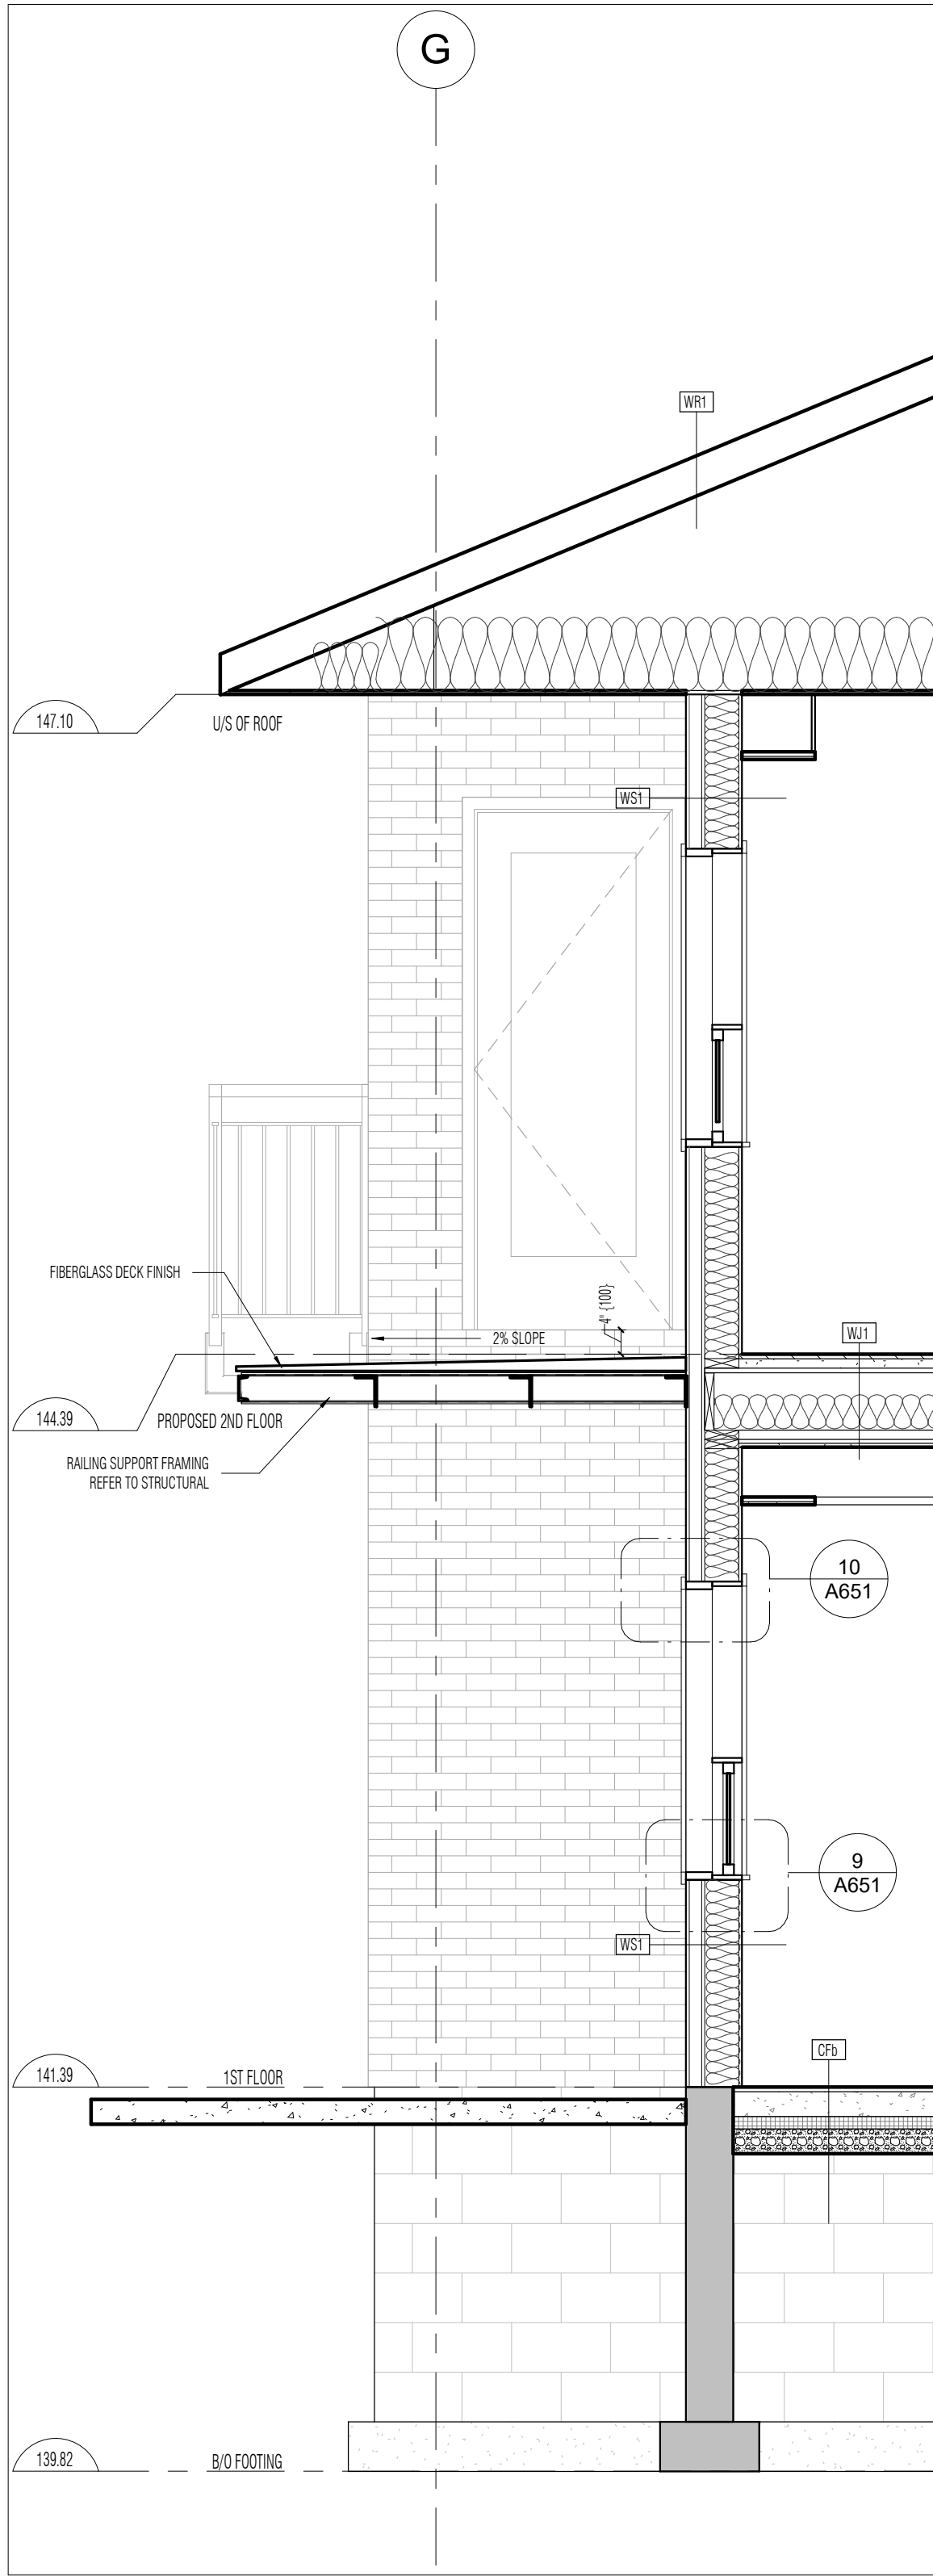 G
WR1
147.10
U/S OF ROOF
WS1
FIBERGLASS DECK FINISH
4" {100}
2% SLOPE
WJ1
144.39
PROPOSED 2ND FLOOR
RAILING SUPPORT FRAMING
REFER TO STRUCTURAL
10
A651
9
A651
WS1
CFb
141.39
1ST FLOOR
139.82
B/O FOOTING